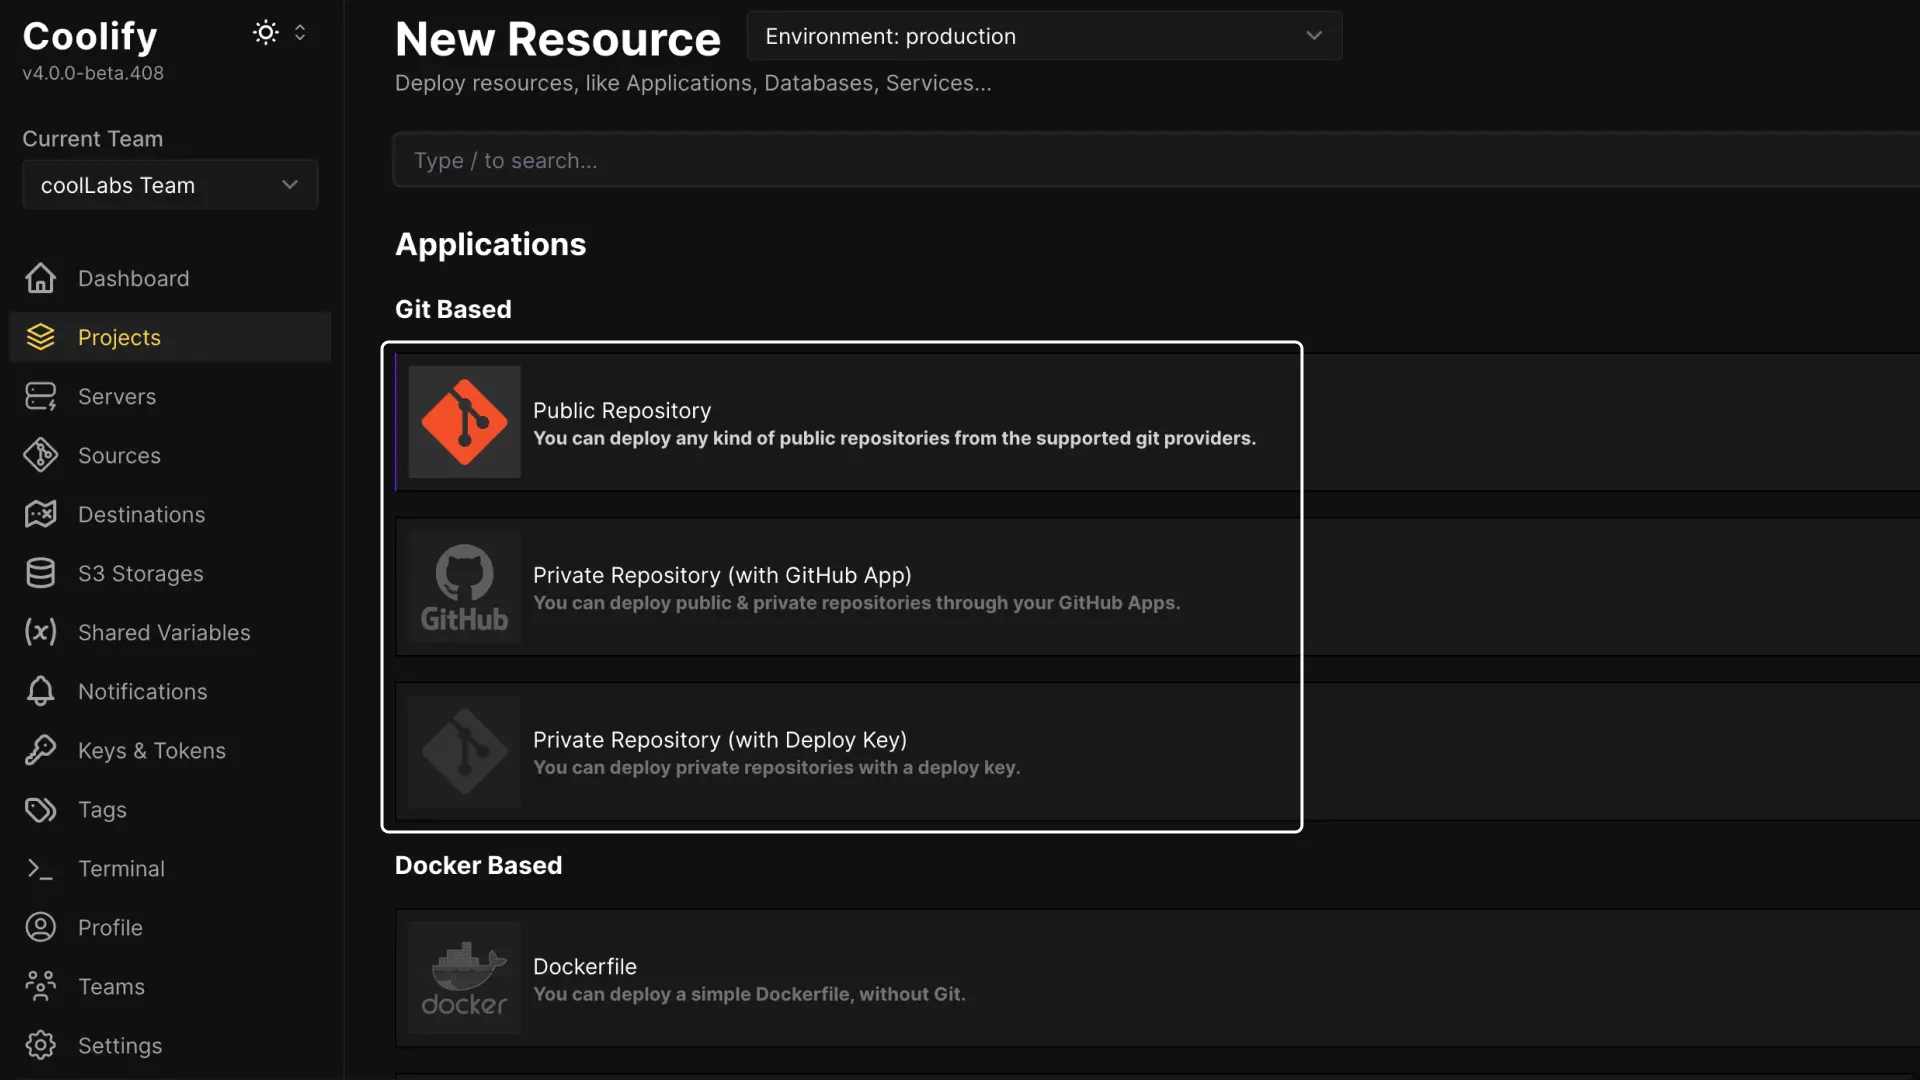 Coolify
v4.0.0-beta.408
Current Team
coolLabs Team
Dashboard
Projects
Servers
Sources
Destinations
S3 Storages
Shared Variables
Notifications
Keys & Tokens
Tags
Terminal
Profile
Teams
Settings
New Resource
Environment: production
Deploy resources, like Applications, Databases, Services...
Type / to search...
Applications
Git Based
Public Repository
You can deploy any kind of public repositories from the supported git providers.
GitHub
Private Repository (with GitHub App)
You can deploy public & private repositories through your GitHub Apps.
Private Repository (with Deploy Key)
You can deploy private repositories with a deploy key.
Docker Based
docker
Dockerfile
You can deploy a simple Dockerfile, without Git.